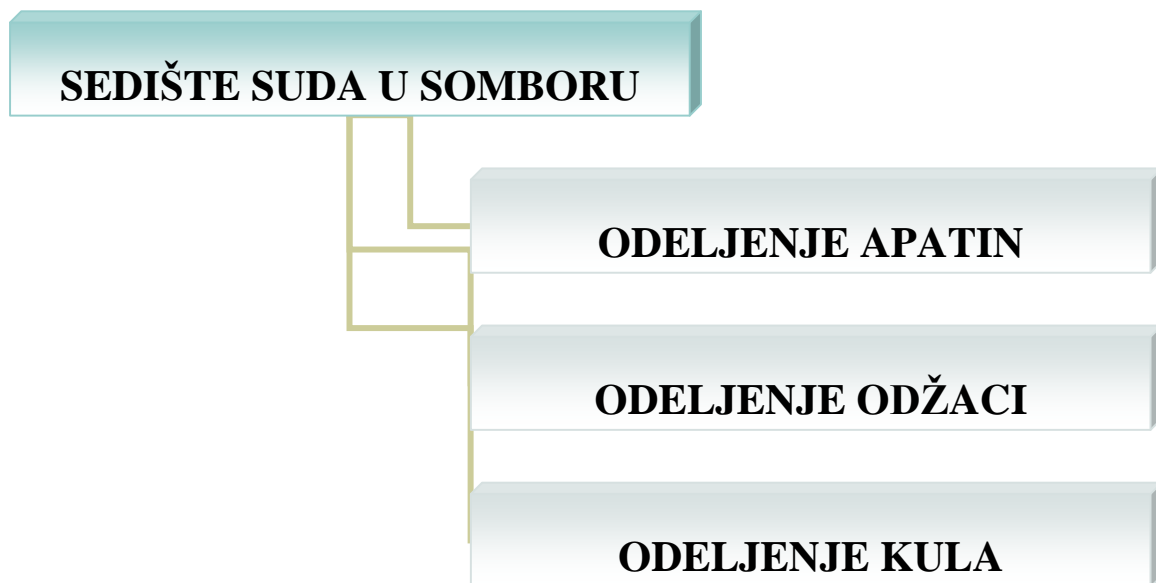 SEDIŠTE SUDA U SOMBORU
ODELJENJE APATIN
ODELJENJE ODŽACI
ODELJENJE KULA